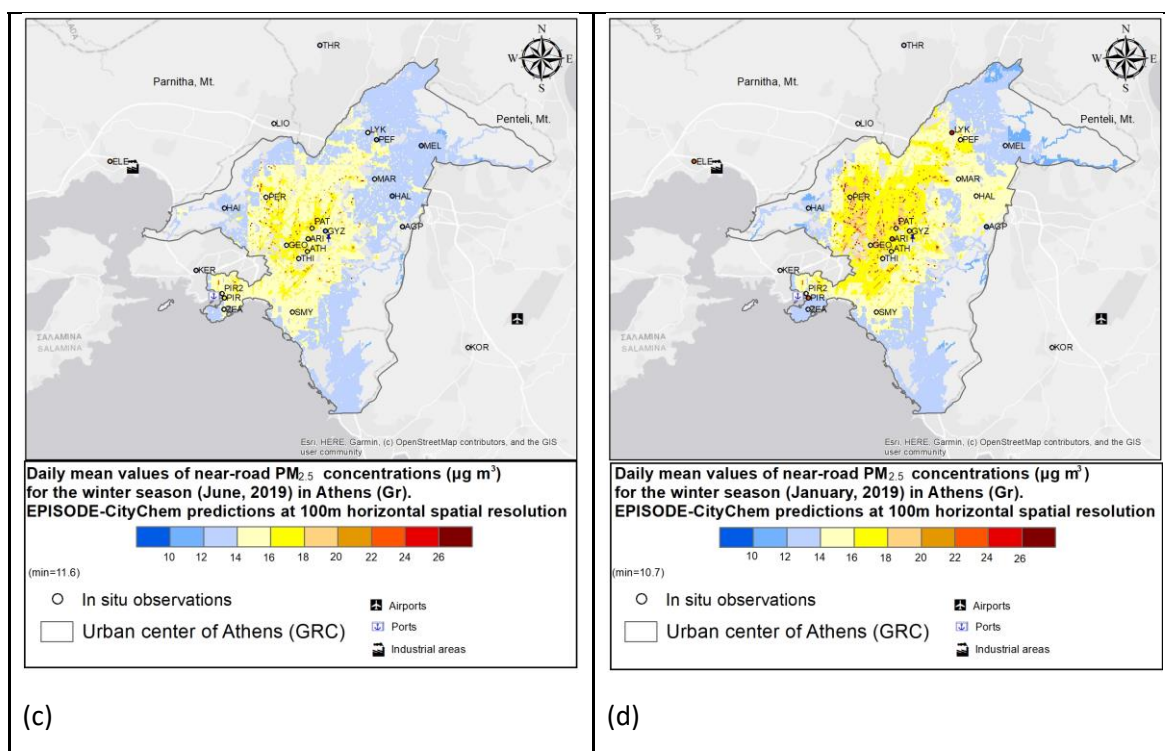 THR
N
W E
S
Parnitha, Mt.
LIO
Penteli, Mt.
LYK
PEF
MEL
ELE
MAR
PER
HAL
HAI
PAT
GYZ
AGP
GEO
ARI
ATH
THI
KER
PIR2
PIR
ZEA
SMY
ΣΑΛΑΜΙΝΑ
SALAMINA
KOR
Esri, HERE, Garmin, (c) OpenStreetMap contributors, and the GIS
user community
Daily mean values of near-road PM2.5 concentrations (μg m3)
for the winter season (June, 2019) in Athens (Gr).
EPISODE-CityChem predictions at 100m horizontal spatial resolution
10 12 14 16 18 20 22 24 26
(min=11.6)
In situ observations
Urban center of Athens (GRC)
Airports
Ports
Industrial areas
(c)
THR
N
W E
S
Parnitha, Mt.
LIO
Penteli, Mt.
LYK
PEF
MEL
ELE
MAR
PER
HAL
HAI
PAT
GYZ
AGP
GEO
ARI
ATH
THI
KER
PIR2
PIR
ZEA
SMY
ΣΑΛΑΜΙΝΑ
SALAMINA
KOR
Esri, HERE, Garmin, (c) OpenStreetMap contributors, and the GIS
user community
Daily mean values of near-road PM2.5 concentrations (μg m3)
for the winter season (January, 2019) in Athens (Gr).
EPISODE-CityChem predictions at 100m horizontal spatial resolution
10 12 14 16 18 20 22 24 26
(min=10.7)
In situ observations
Urban center of Athens (GRC)
Airports
Ports
Industrial areas
(d)